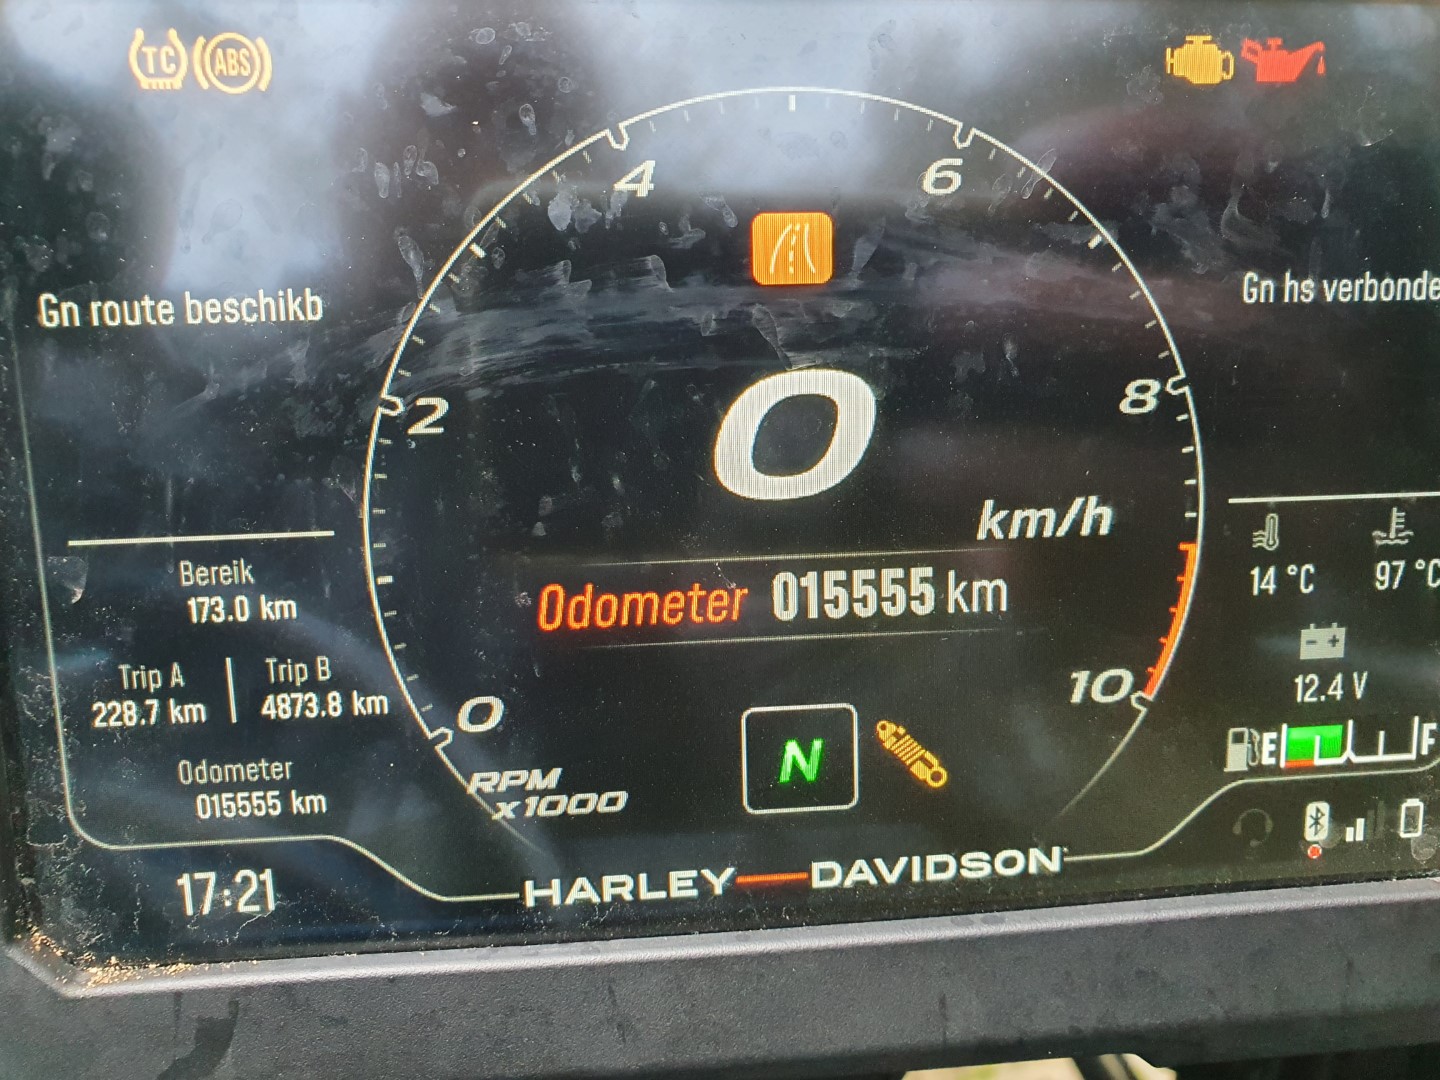 TC ABS
4
6
Gn route beschikb
Gn hs verbonde
2
8
0
km/h
Odometer 015555 km
14 °C
97 °C
Bereik
173.0 km
12.4 V
Trip A
Trip B
228.7 km
4873.8 km
0
10
E
F
N
RPM
x1000
Odometer
015555 km
17:21
HARLEY-DAVIDSON